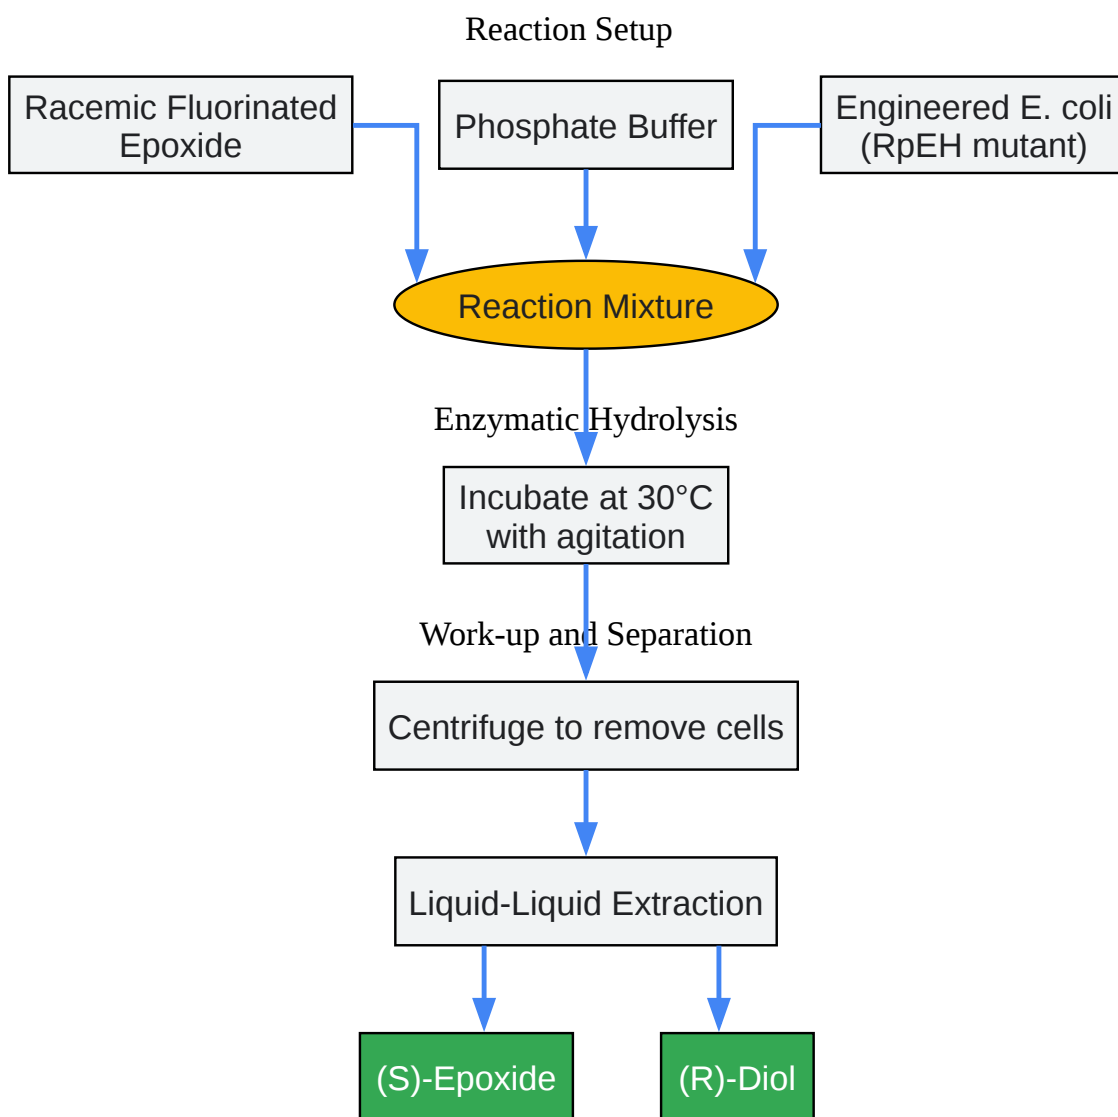 Reaction Setup
Racemic Fluorinated
Epoxide
Phosphate Buffer
Engineered E. coli
(RpEH mutant)
Reaction Mixture
Enzymatic Hydrolysis
Incubate at 30°C
with agitation
Work-up and Separation
Centrifuge to remove cells
Liquid-Liquid Extraction
(S)-Epoxide
(R)-Diol